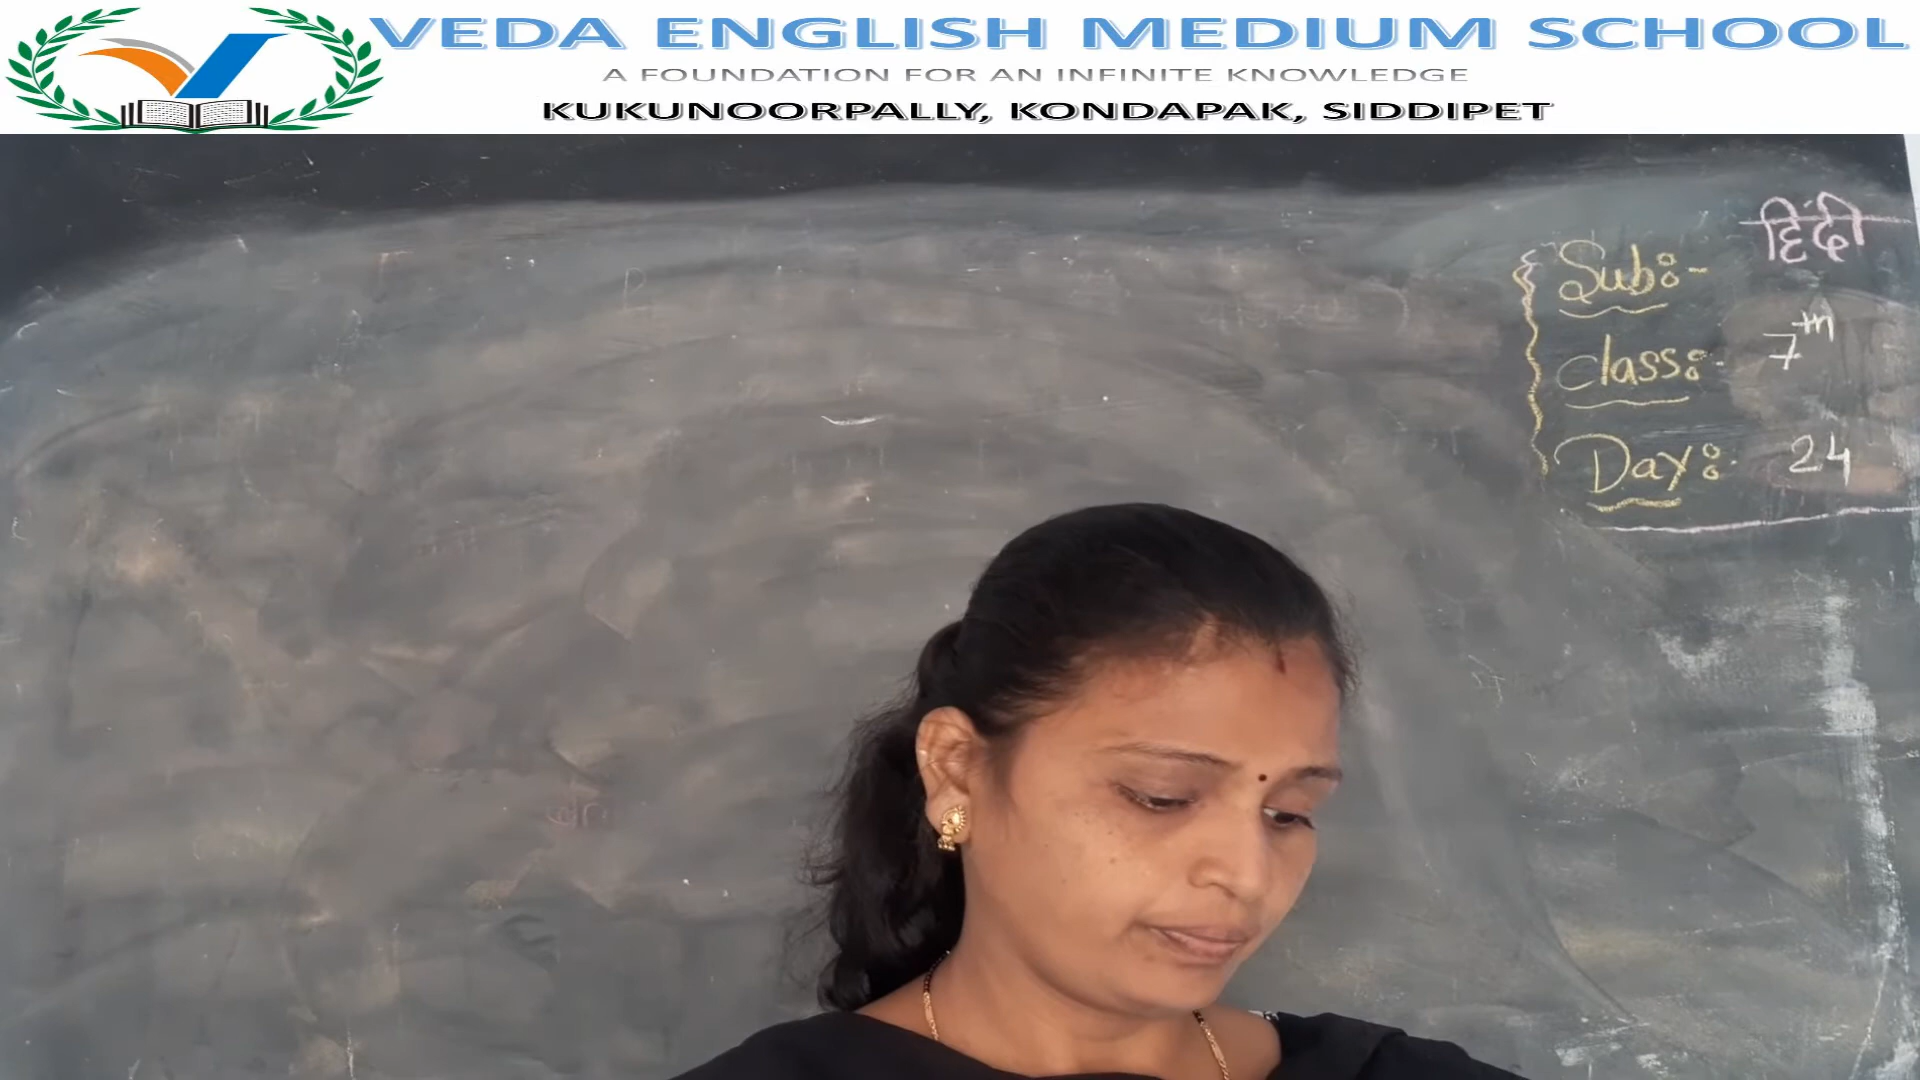 VEDA ENGLISH MEDIUM SCHOOL
A FOUNDATION FOR AN INFINITE KNOWLEDGE
KUKUNOORPALLY, KONDAPAK, SIDDIPET
Sub:- हिंदी
class:- 7th
Day:- 24